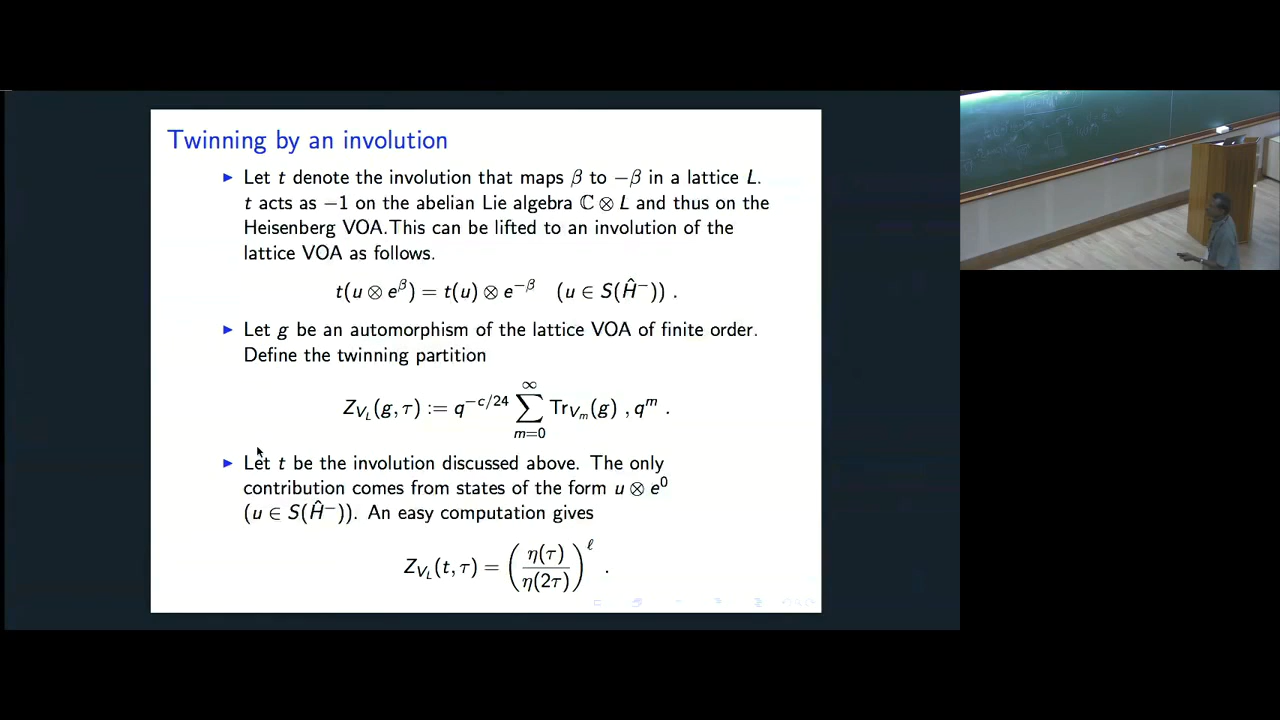 Twinning by an involution
▶ Let t denote the involution that maps β to −β in a lattice L.
t acts as −1 on the abelian Lie algebra ℂ ⊗ L and thus on the
Heisenberg VOA.This can be lifted to an involution of the
lattice VOA as follows.
t(u ⊗ e^β) = t(u) ⊗ e^{−β} (u ∈ S(Ĥ^−)) .
▶ Let g be an automorphism of the lattice VOA of finite order.
Define the twinning partition
Z_{V_L}(g, τ) := q^{−c/24} ∑_{m=0}^{∞} Tr_{V_m}(g) , q^m .
▶ Let t be the involution discussed above. The only
contribution comes from states of the form u ⊗ e^0
(u ∈ S(Ĥ^−)). An easy computation gives
Z_{V_L}(t, τ) = (η(τ) / η(2τ))^ℓ .